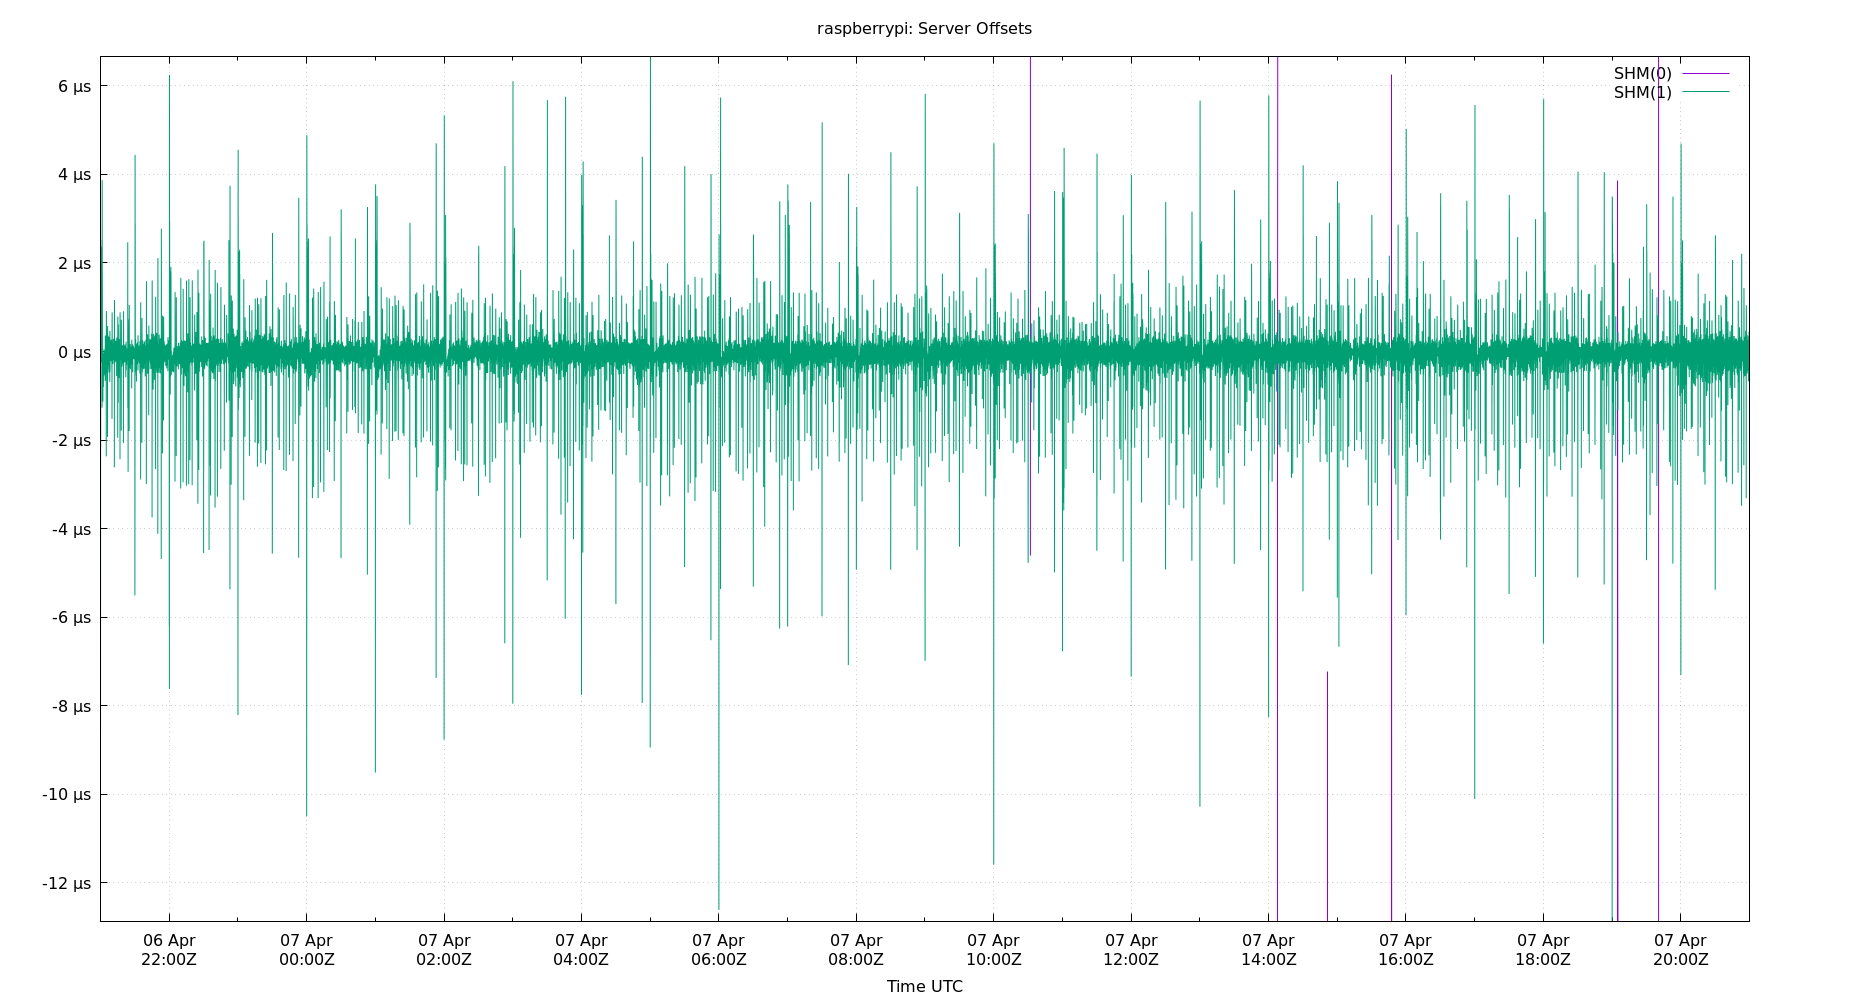 raspberrypi: Server Offsets
SHM(0)
SHM(1)
6 µs
4 µs
2 µs
0 µs
-2 µs
-4 µs
-6 µs
-8 µs
-10 µs
-12 µs
06 Apr 07 Apr 07 Apr 07 Apr 07 Apr 07 Apr 07 Apr 07 Apr 07 Apr 07 Apr 07 Apr 07 Apr
22:00Z 00:00Z 02:00Z 04:00Z 06:00Z 08:00Z 10:00Z 12:00Z 14:00Z 16:00Z 18:00Z 20:00Z
Time UTC